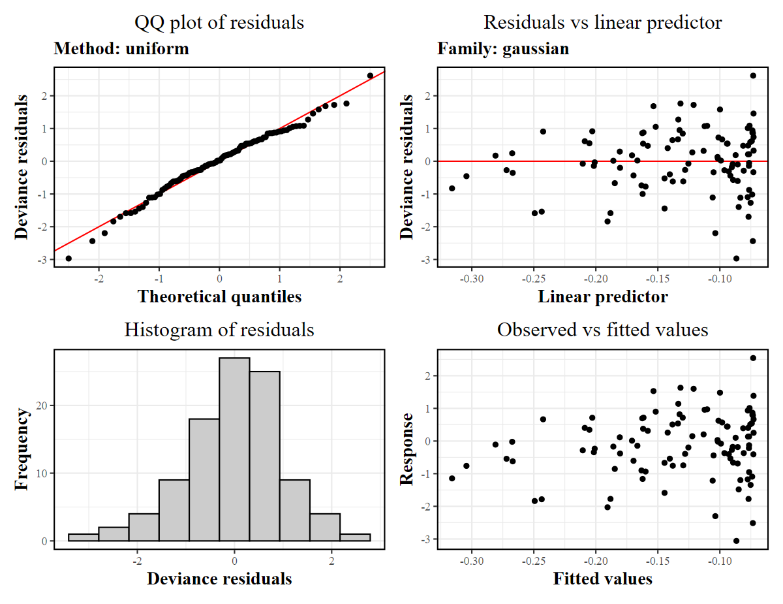 QQ plot of residuals
Method: uniform
Deviance residuals
2
1
0
-1
-2
-3
-2
-1
0
1
2
Theoretical quantiles
Residuals vs linear predictor
Family: gaussian
Deviance residuals
2
1
0
-1
-2
-3
-0.30
-0.25
-0.20
-0.15
-0.10
Linear predictor
Histogram of residuals
Frequency
20
10
0
-2
0
2
Deviance residuals
Observed vs fitted values
Response
2
1
0
-1
-2
-3
-0.30
-0.25
-0.20
-0.15
-0.10
Fitted values